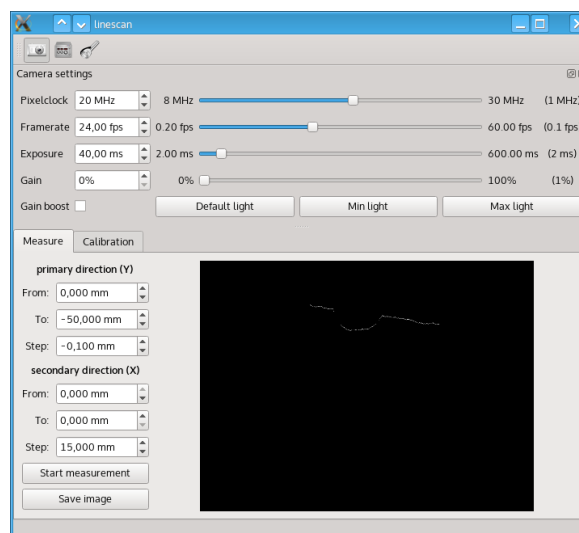 linescan
Camera settings
Pixelclock 20 MHz 8 MHz 30 MHz (1 MHz)
Framerate 24,00 fps 0.20 fps 60.00 fps (0.1 fps
Exposure 40,00 ms 2.00 ms 600.00 ms (2 ms)
Gain 0% 0% 100% (1%)
Gain boost Default light Min light Max light
Measure Calibration
primary direction (Y)
From: 0,000 mm
To: -50,000 mm
Step: -0,100 mm
secondary direction (X)
From: 0,000 mm
To: 0,000 mm
Step: 15,000 mm
Start measurement
Save image